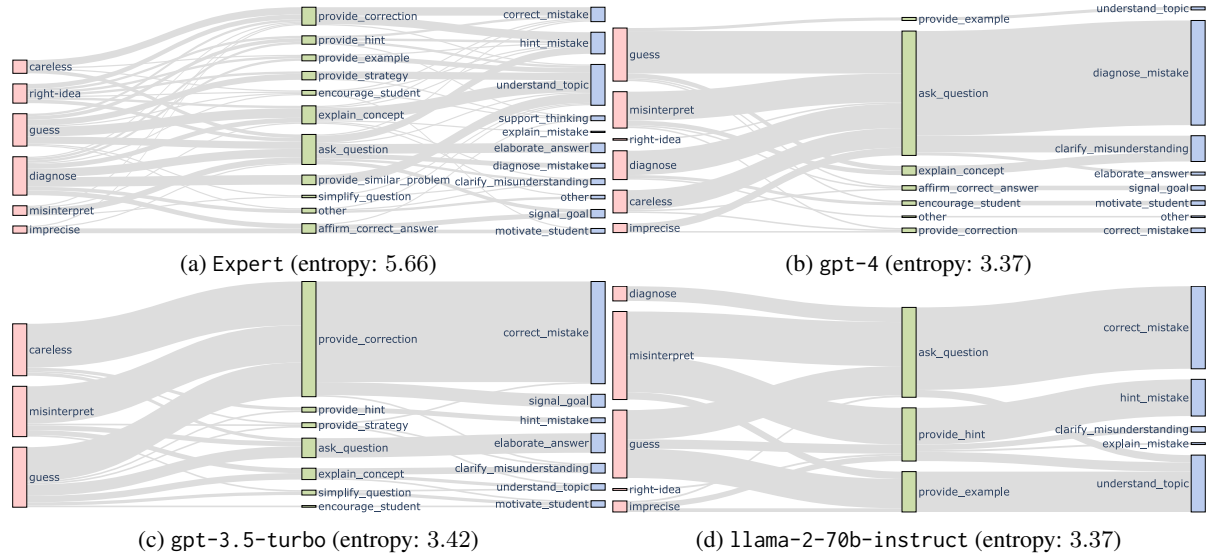 careless
right-idea
guess
diagnose
misinterpret
imprecise
provide_correction
provide_hint
provide_example
provide_strategy
encourage_student
explain_concept
ask_question
provide_similar_problem
simplify_question
other
affirm_correct_answer
correct_mistake
hint_mistake
understand_topic
support_thinking
explain_mistake
elaborate_answer
diagnose_mistake
clarify_misunderstanding
other
signal_goal
motivate_student
(a) Expert (entropy: 5.66)
guess
misinterpret
right-idea
diagnose
careless
imprecise
provide_example
ask_question
explain_concept
affirm_correct_answer
encourage_student
other
provide_correction
understand_topic
diagnose_mistake
clarify_misunderstanding
elaborate_answer
signal_goal
motivate_student
other
correct_mistake
(b) gpt-4 (entropy: 3.37)
careless
misinterpret
guess
provide_correction
provide_hint
provide_strategy
ask_question
explain_concept
simplify_question
encourage_student
correct_mistake
signal_goal
hint_mistake
elaborate_answer
clarify_misunderstanding
understand_topic
motivate_student
(c) gpt-3.5-turbo (entropy: 3.42)
diagnose
misinterpret
guess
right-idea
imprecise
ask_question
provide_hint
provide_example
correct_mistake
hint_mistake
clarify_misunderstanding
explain_mistake
understand_topic
(d) llama-2-70b-instruct (entropy: 3.37)